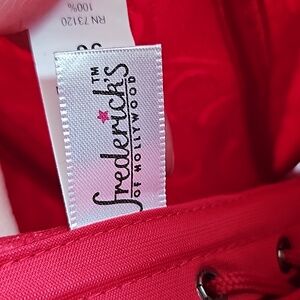 RN 73120
100%
Frederick's™
OF HOLLYWOOD